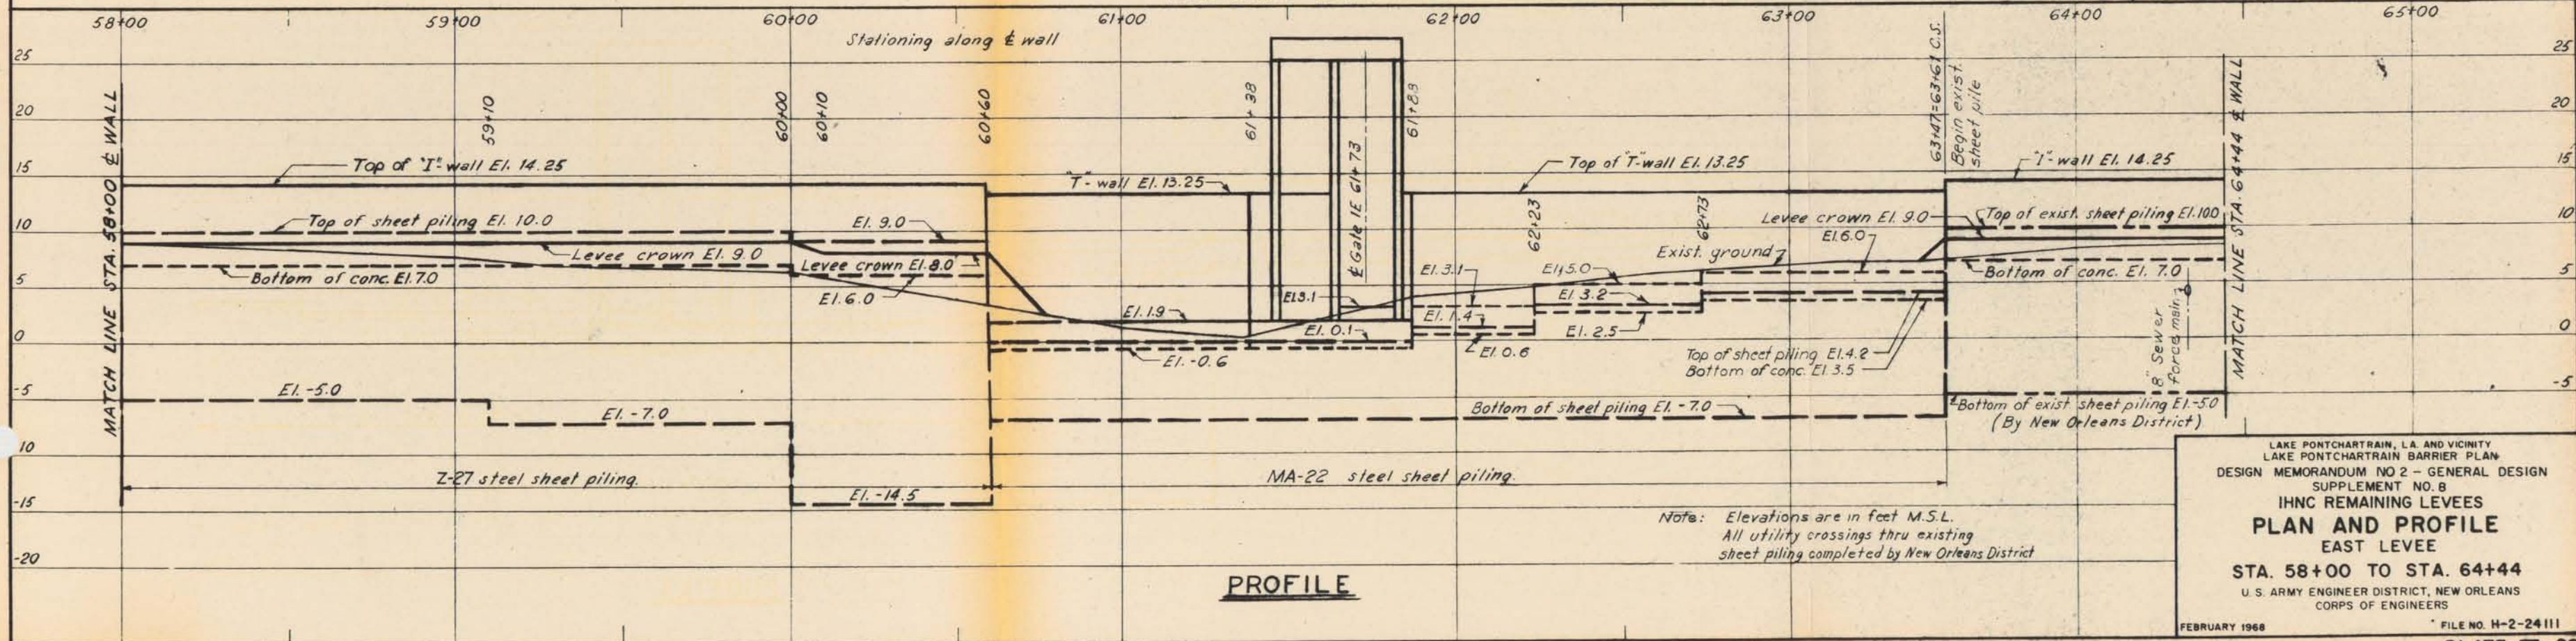 58+00 59+00 60+00 61+00 62+00 63+00 64+00 65+00
Stationing along ℄ wall
25 25
20 20
15 15
10 10
5 5
0 0
-5 -5
10
-15
-20
MATCH LINE STA. 58+00 ℄ WALL
59+10
60+00
60+10
60+60
61+38
℄ Gate 1E 61+73
61+88
62+23
62+73
63+47=63+61 C.S.
Begin exist.
sheet pile
MATCH LINE STA. 64+44 ℄ WALL
Top of "I"-wall El. 14.25
"T"-wall El. 13.25
Top of "T"-wall El. 13.25
"I"-wall El. 14.25
Top of sheet piling El. 10.0
El. 9.0
Levee crown El. 9.0
Top of exist. sheet piling El. 10.0
Levee crown El. 9.0
Levee crown El. 8.0
Exist. ground
El. 6.0
Bottom of conc. El. 7.0
El. 6.0
El. 3.1
El. 3.1
El. 5.0
Bottom of conc. El. 7.0
El. 1.9
El. 0.1
El. 1.4
El. 3.2
El. 2.5
El. -0.6
El. 0.6
Top of sheet piling El. 4.2
Bottom of conc. El. 3.5
8" Sewer
force main
El. -5.0
El. -7.0
Bottom of sheet piling El. -7.0
Bottom of exist. sheet piling El. -5.0
(By New Orleans District)
Z-27 steel sheet piling.
El. -14.5
MA-22 steel sheet piling.
Note: Elevations are in feet M.S.L.
All utility crossings thru existing
sheet piling completed by New Orleans District
PROFILE
LAKE PONTCHARTRAIN, LA. AND VICINITY
LAKE PONTCHARTRAIN BARRIER PLAN
DESIGN MEMORANDUM NO 2 - GENERAL DESIGN
SUPPLEMENT NO. 8
IHNC REMAINING LEVEES
PLAN AND PROFILE
EAST LEVEE
STA. 58+00 TO STA. 64+44
U. S. ARMY ENGINEER DISTRICT, NEW ORLEANS
CORPS OF ENGINEERS
FEBRUARY 1968 FILE NO. H-2-24111